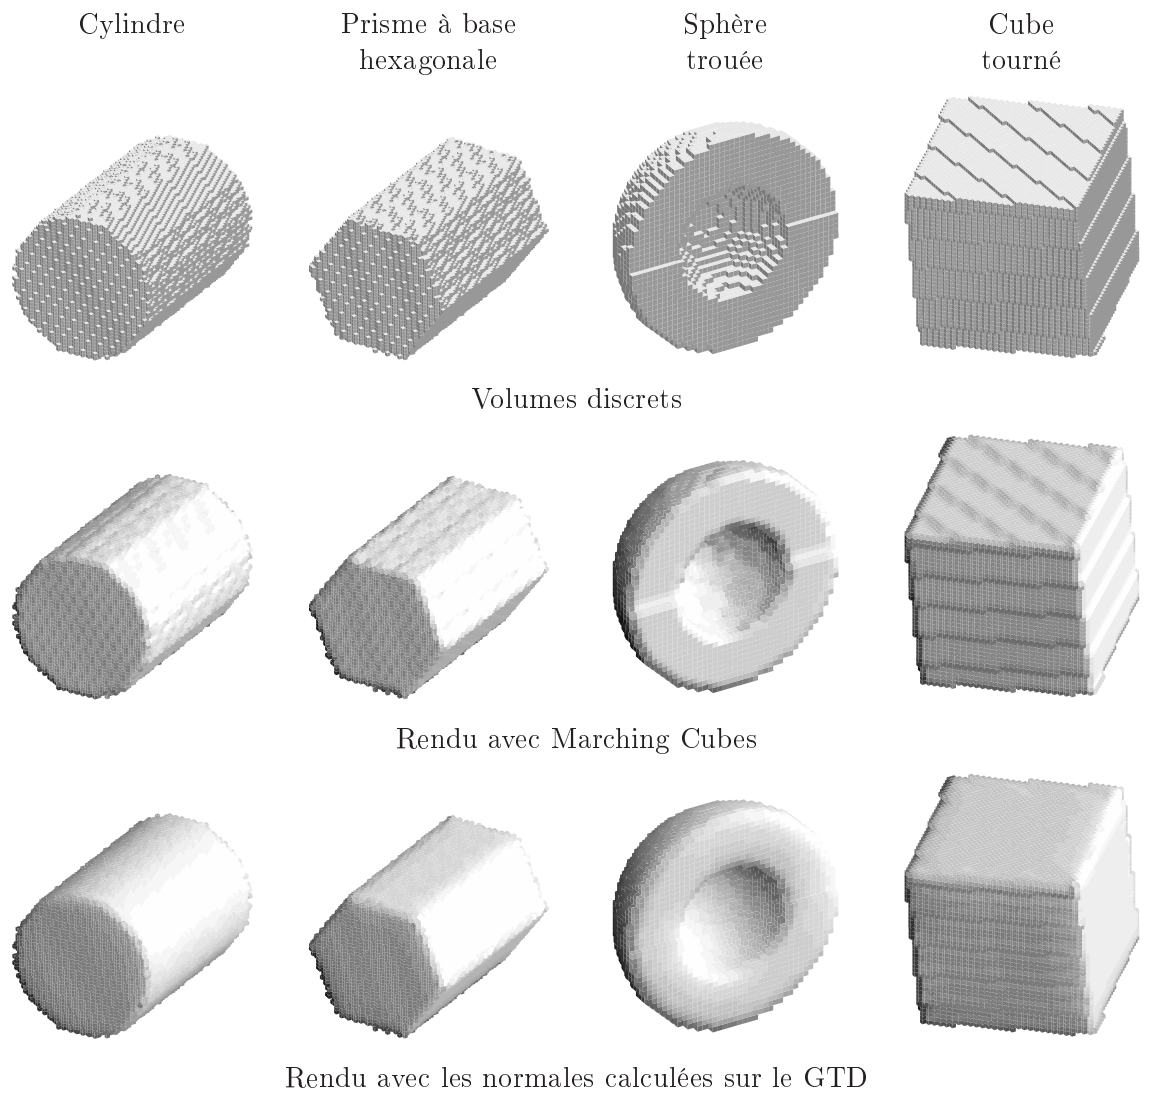 Cylindre
Prisme à base
hexagonale
Sphère
trouée
Cube
tourné
Volumes discrets
Rendu avec Marching Cubes
Rendu avec les normales calculées sur le GTD